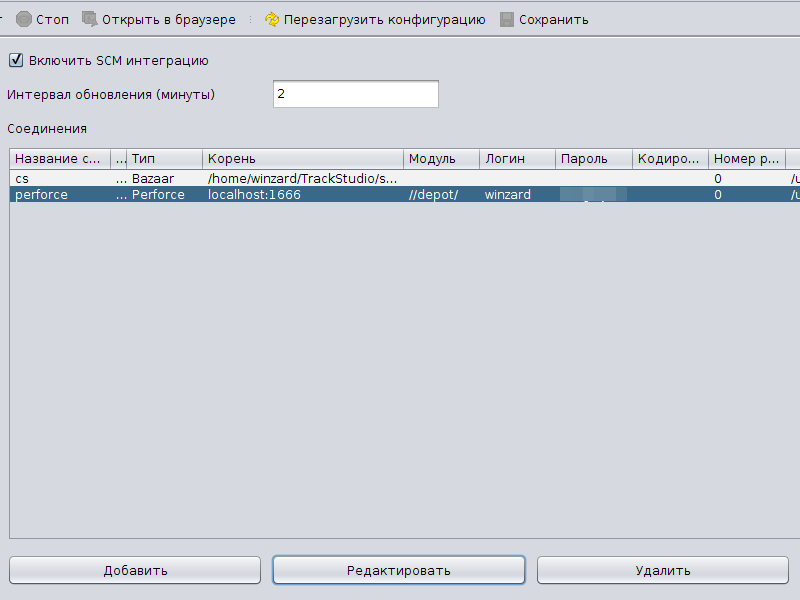 Стоп Открыть в браузере Перезагрузить конфигурацию Сохранить
Включить SCM интеграцию
Интервал обновления (минуты) 2
Соединения
Название с... ... Тип Корень Модуль Логин Пароль Кодиро... Номер р...
cs ... Bazaar /home/winzard/TrackStudio/s... 0
perforce ... Perforce localhost:1666 //depot/ winzard 0
Добавить Редактировать Удалить